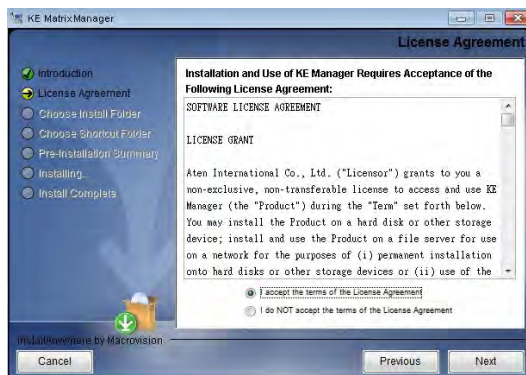 KE MatrixManager
License Agreement
Introduction
License Agreement
Choose Install Folder
Choose Shortcut Folder
Pre-Installation Summary
Installing...
Install Complete
Installation and Use of KE Manager Requires Acceptance of the
Following License Agreement:
SOFTWARE LICENSE AGREEMENT
LICENSE GRANT
Aten International Co., Ltd. ("Licensor") grants to you a
non-exclusive, non-transferable license to access and use KE
Manager (the "Product") during the "Term" set forth below.
You may install the Product on a hard disk or other storage
device; install and use the Product on a file server for use
on a network for the purposes of (i) permanent installation
onto hard disks or other storage devices or (ii) use of the
I accept the terms of the License Agreement
I do NOT accept the terms of the License Agreement
InstallAnywhere by Macrovision
Cancel
Previous
Next